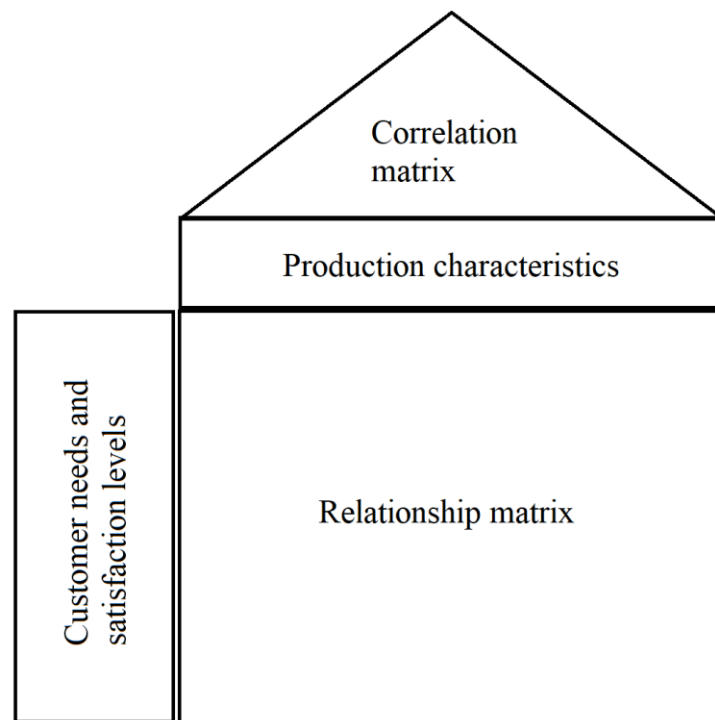 Correlation
matrix
Production characteristics
Customer needs and
satisfaction levels
Relationship matrix